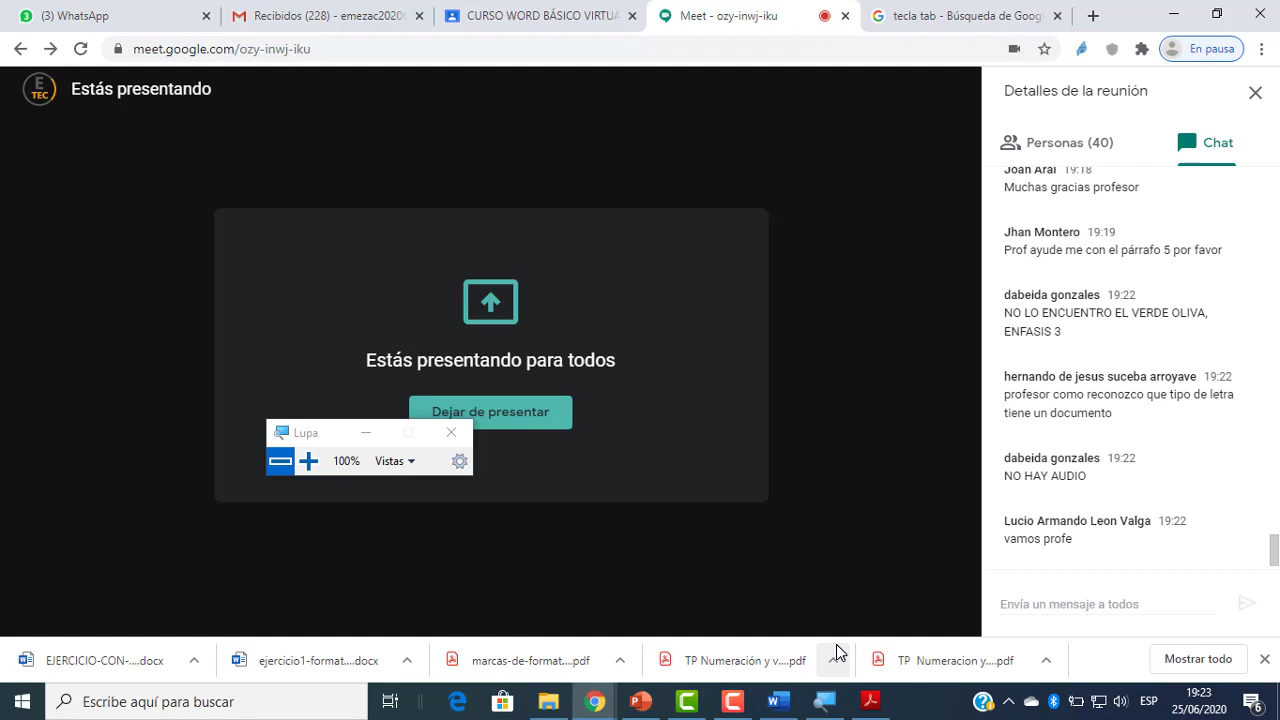 (3) WhatsApp
Recibidos (228) - emezac2020
CURSO WORD BÁSICO VIRTUA
Meet - ozy-inwj-iku
tecla tab - Búsqueda de Goog
meet.google.com/ozy-inwj-iku
En pausa
E
TEC
Estás presentando
Detalles de la reunión
Personas (40)
Chat
Joan Aral 19:18
Muchas gracias profesor
Jhan Montero 19:19
Prof ayude me con el párrafo 5 por favor
dabeida gonzales 19:22
NO LO ENCUENTRO EL VERDE OLIVA,
ENFASIS 3
hernando de jesus suceba arroyave 19:22
profesor como reconozco que tipo de letra
tiene un documento
dabeida gonzales 19:22
NO HAY AUDIO
Lucio Armando Leon Valga 19:22
vamos profe
Envía un mensaje a todos
Estás presentando para todos
Dejar de presentar
Lupa
100%
Vistas
EJERCICIO-CON-....docx
ejercicio1-format....docx
marcas-de-format....pdf
TP Numeración y v....pdf
TP Numeracion y....pdf
Mostrar todo
Escribe aquí para buscar
ESP
19:23
25/06/2020
6